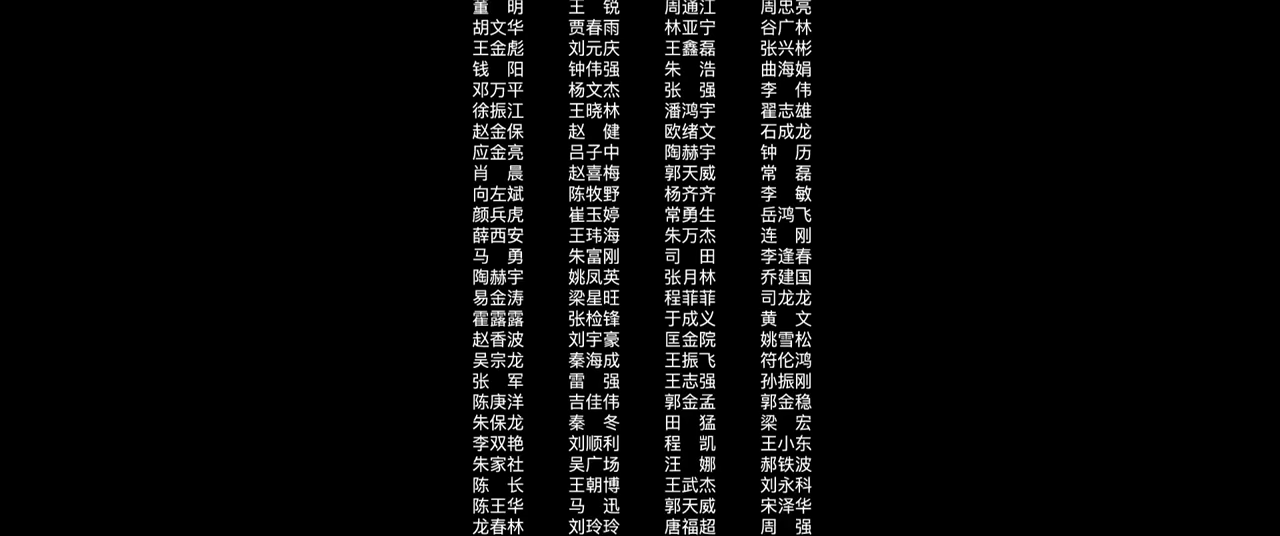 董　明　王　锐　周通江　周忠亮
胡文华　贾春雨　林亚宁　谷广林
王金彪　刘元庆　王鑫磊　张兴彬
钱　阳　钟伟强　朱　浩　曲海娟
邓万平　杨文杰　张　强　李　伟
徐振江　王晓林　潘鸿宇　翟志雄
赵金保　赵　健　欧绪文　石成龙
应金亮　吕子中　陶赫宇　钟　历
肖　晨　赵喜梅　郭天威　常　磊
向左斌　陈牧野　杨齐齐　李　敏
颜兵虎　崔玉婷　常勇生　岳鸿飞
薛西安　王玮海　朱万杰　连　刚
马　勇　朱富刚　司　田　李逢春
陶赫宇　姚凤英　张月林　乔建国
易金涛　梁星旺　程菲菲　司龙龙
霍露露　张检锋　于成义　黄　文
赵香波　刘宇豪　匡金院　姚雪松
吴宗龙　秦海成　王振飞　符伦鸿
张　军　雷　强　王志强　孙振刚
陈庚洋　吉佳伟　郭金孟　郭金稳
朱保龙　秦　冬　田　猛　梁　宏
李双艳　刘顺利　程　凯　王小东
朱家社　吴广场　汪　娜　郝铁波
陈　长　王朝博　王武杰　刘永科
陈王华　马　迅　郭天威　宋泽华
龙春林　刘玲玲　唐福超　周　强